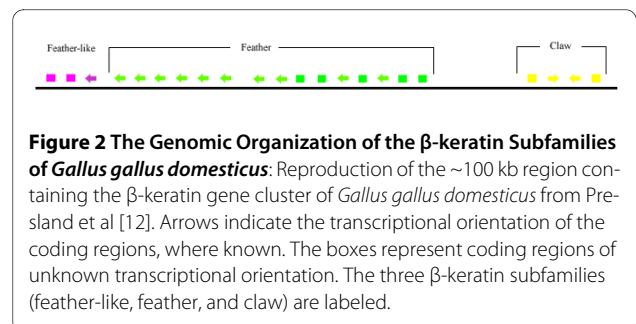 Feather-like Feather Claw
Figure 2 The Genomic Organization of the β-keratin Subfamilies
of Gallus gallus domesticus: Reproduction of the ~100 kb region con-
taining the β-keratin gene cluster of Gallus gallus domesticus from Pre-
sland et al [12]. Arrows indicate the transcriptional orientation of the
coding regions, where known. The boxes represent coding regions of
unknown transcriptional orientation. The three β-keratin subfamilies
(feather-like, feather, and claw) are labeled.